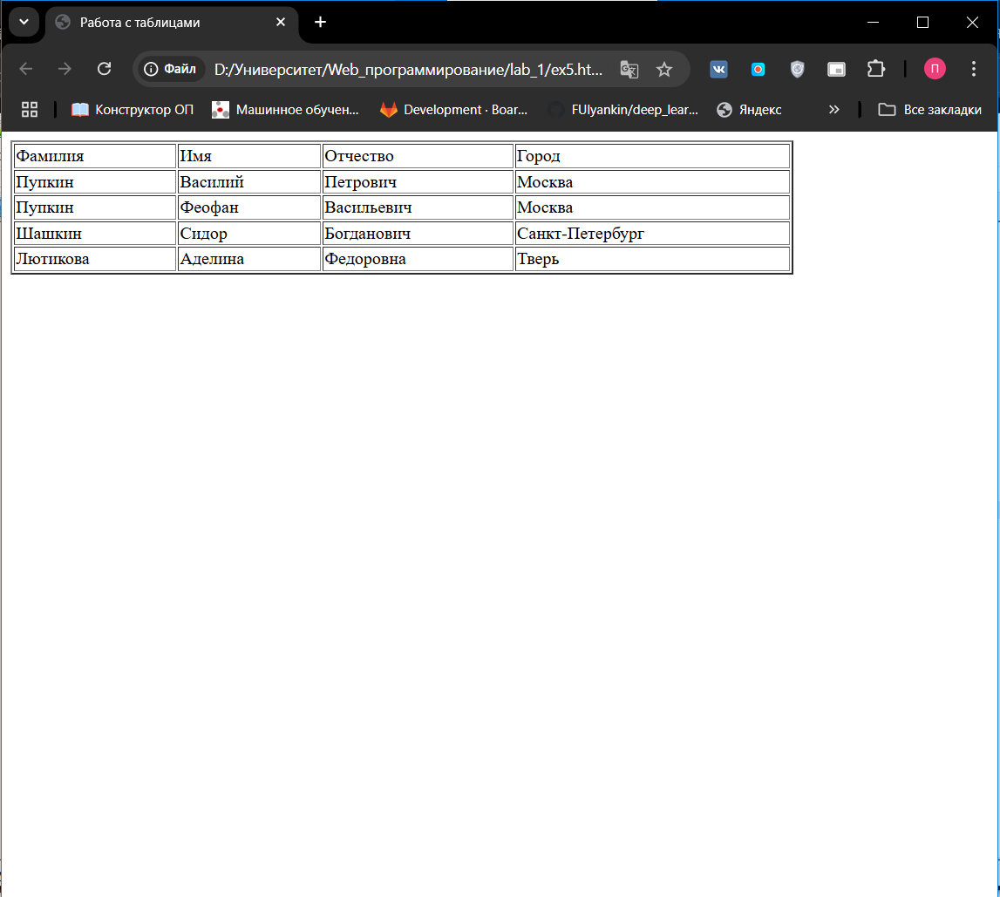 Работа с таблицами
Файл D:/Университет/Web_программирование/lab_1/ex5.ht... П
Конструктор ОП Машинное обучен... Development · Boar... FUlyankin/deep_lear... Яндекс » Все закладки
Фамилия Имя Отчество Город
Пупкин Василий Петрович Москва
Пупкин Феофан Васильевич Москва
Шашкин Сидор Богданович Санкт-Петербург
Лютикова Аделина Федоровна Тверь